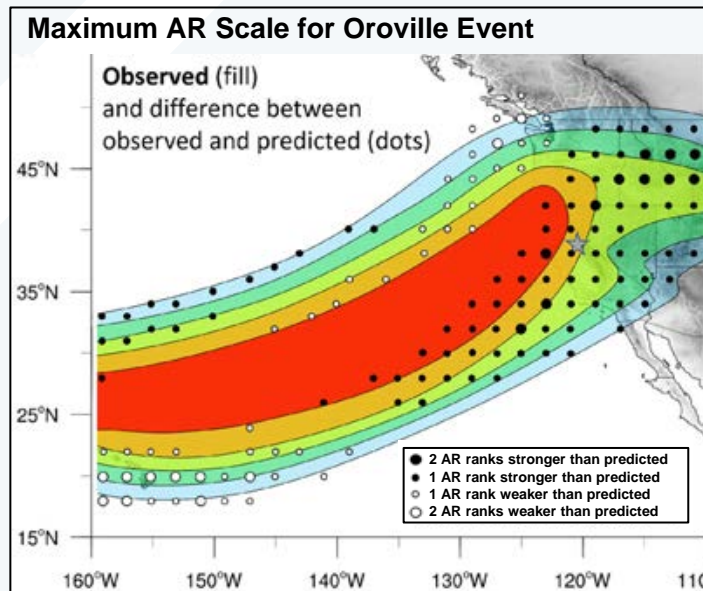 Maximum AR Scale for Oroville Event
Observed (fill)
and difference between
observed and predicted (dots)
45°N
35°N
25°N
15°N
2 AR ranks stronger than predicted
1 AR rank stronger than predicted
1 AR rank weaker than predicted
2 AR ranks weaker than predicted
160°W 150°W 140°W 130°W 120°W 110